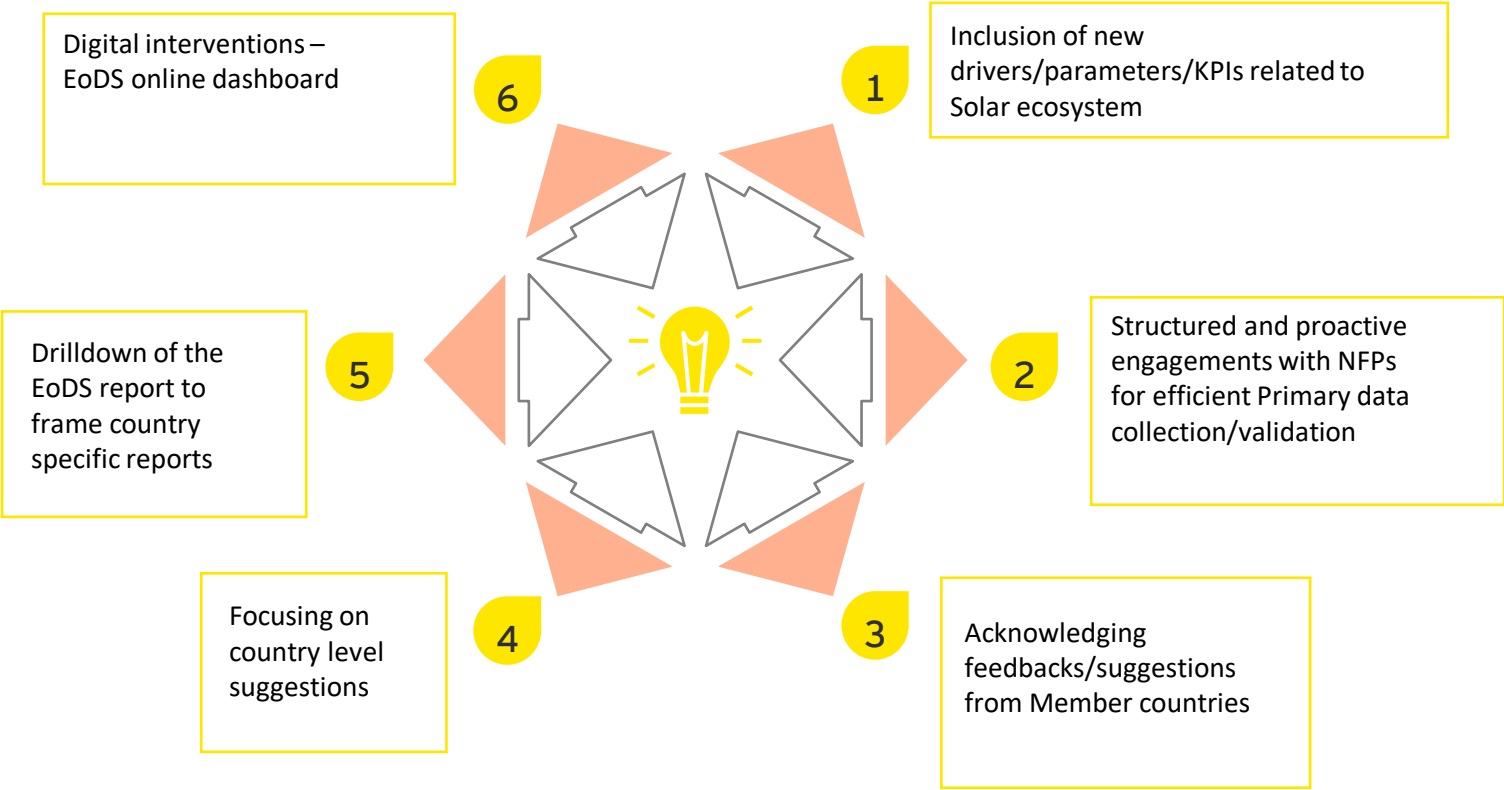 1
Inclusion of new
drivers/parameters/KPIs related to
Solar ecosystem
2
Structured and proactive
engagements with NFPs
for efficient Primary data
collection/validation
3
Acknowledging
feedbacks/suggestions
from Member countries
4
Focusing on
country level
suggestions
5
Drilldown of the
EoDS report to
frame country
specific reports
6
Digital interventions –
EoDS online dashboard